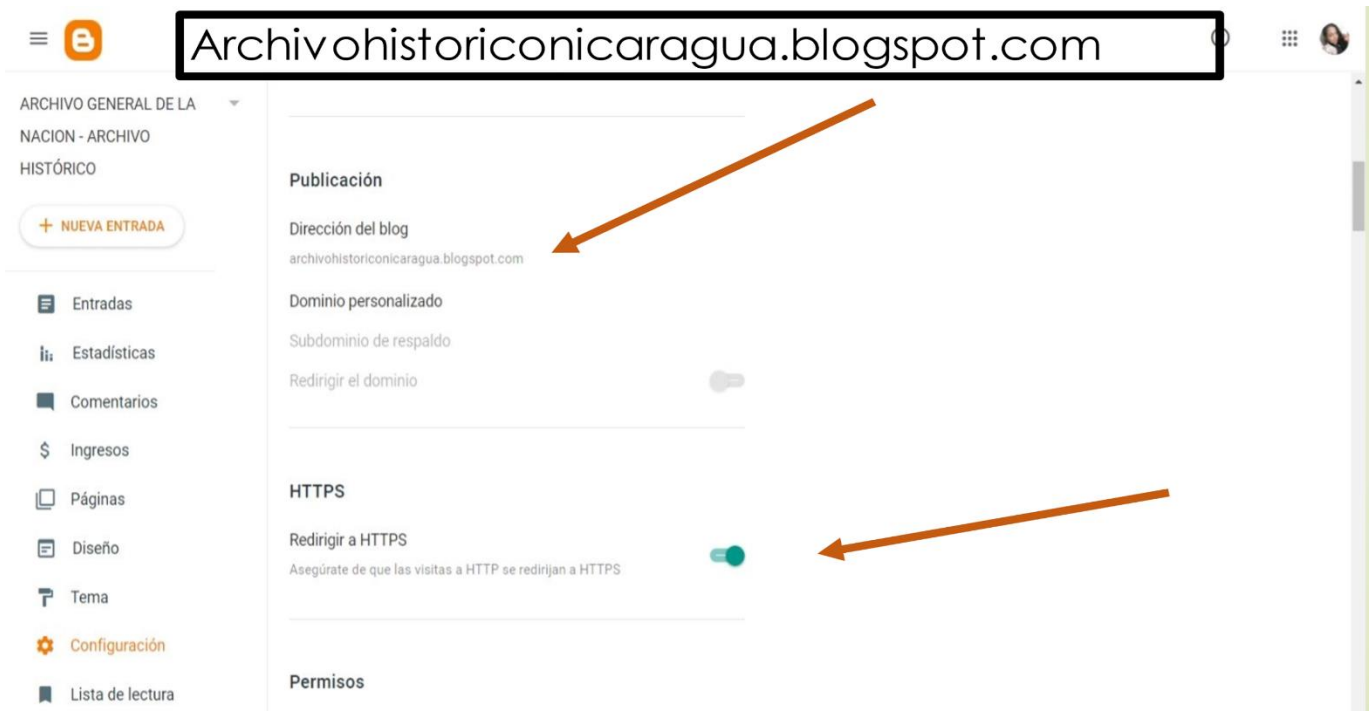 Archivohistoriconicaragua.blogspot.com
ARCHIVO GENERAL DE LA
NACION - ARCHIVO
HISTÓRICO
+ NUEVA ENTRADA
Entradas
Estadísticas
Comentarios
$ Ingresos
Páginas
Diseño
Tema
Configuración
Lista de lectura
Publicación
Dirección del blog
archivohistoriconicaragua.blogspot.com
Dominio personalizado
Subdominio de respaldo
Redirigir el dominio
HTTPS
Redirigir a HTTPS
Asegúrate de que las visitas a HTTP se redirijan a HTTPS
Permisos